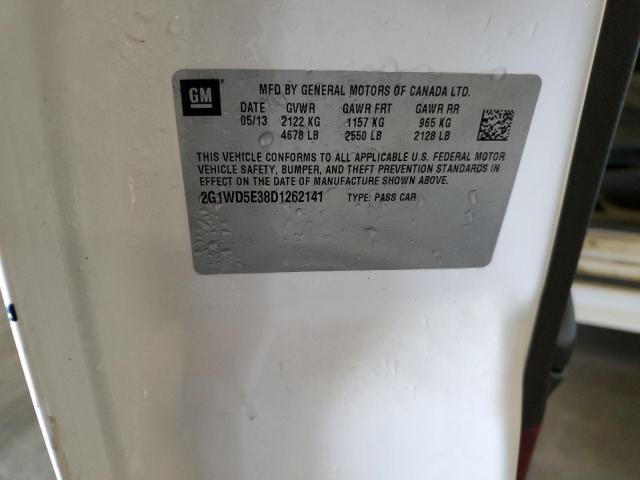 GM
MFD BY GENERAL MOTORS OF CANADA LTD.
DATE GVWR GAWR FRT GAWR RR
05/13 2122 KG 1157 KG 965 KG
4678 LB 2550 LB 2128 LB
THIS VEHICLE CONFORMS TO ALL APPLICABLE U.S. FEDERAL MOTOR
VEHICLE SAFETY, BUMPER, AND THEFT PREVENTION STANDARDS IN
EFFECT ON THE DATE OF MANUFACTURE SHOWN ABOVE.
2G1WD5E38D1262141 TYPE: PASS CAR